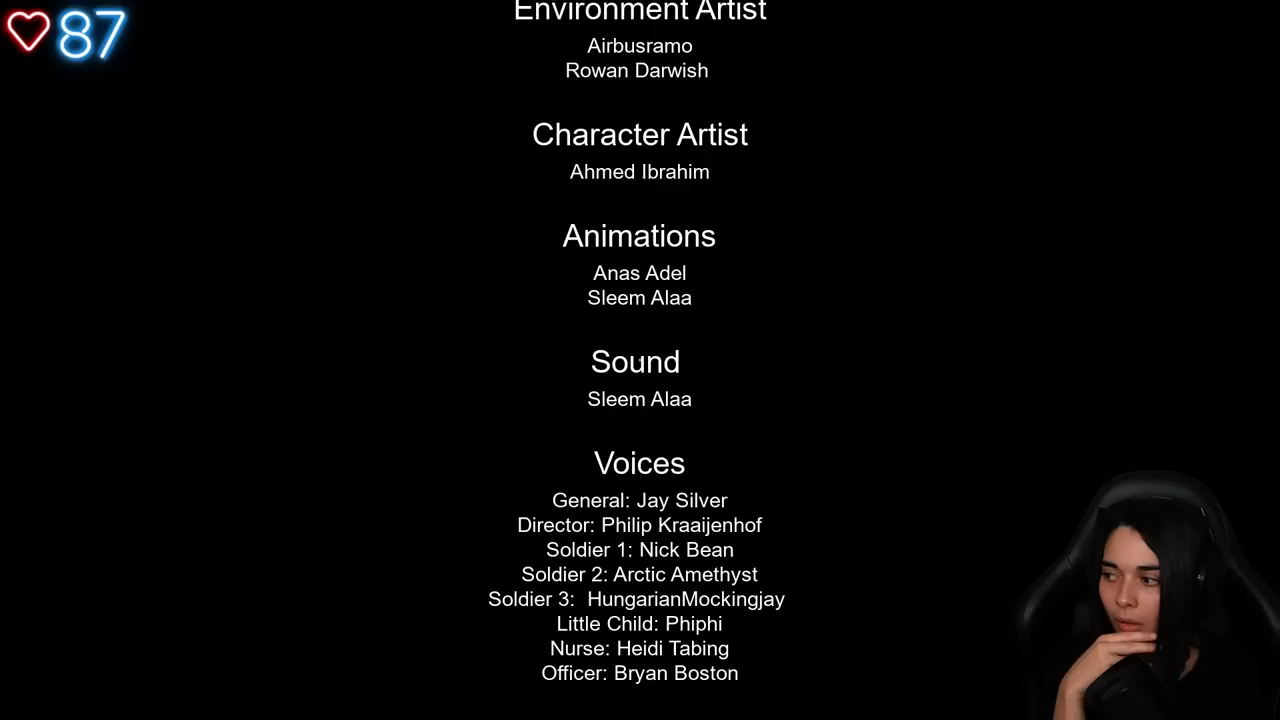 87
Environment Artist
Airbusramo
Rowan Darwish
Character Artist
Ahmed Ibrahim
Animations
Anas Adel
Sleem Alaa
Sound
Sleem Alaa
Voices
General: Jay Silver
Director: Philip Kraaijenhof
Soldier 1: Nick Bean
Soldier 2: Arctic Amethyst
Soldier 3:  HungarianMockingjay
Little Child: Phiphi
Nurse: Heidi Tabing
Officer: Bryan Boston